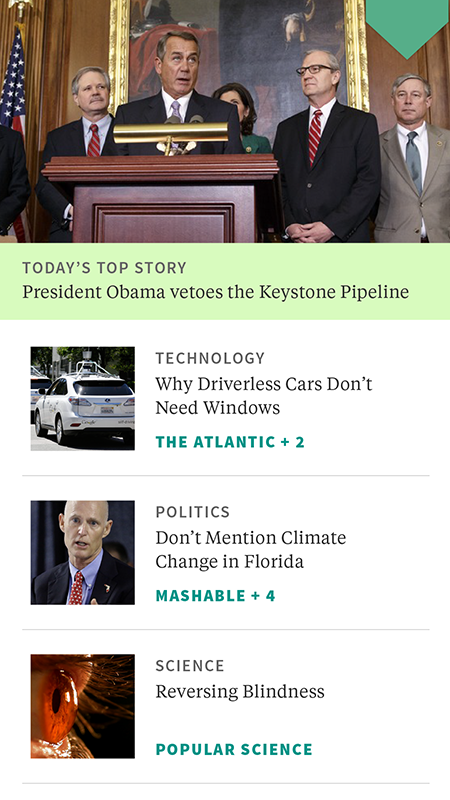 TODAY’S TOP STORY
President Obama vetoes the Keystone Pipeline
TECHNOLOGY
Why Driverless Cars Don’t
Need Windows
THE ATLANTIC + 2
POLITICS
Don’t Mention Climate
Change in Florida
MASHABLE + 4
SCIENCE
Reversing Blindness
POPULAR SCIENCE